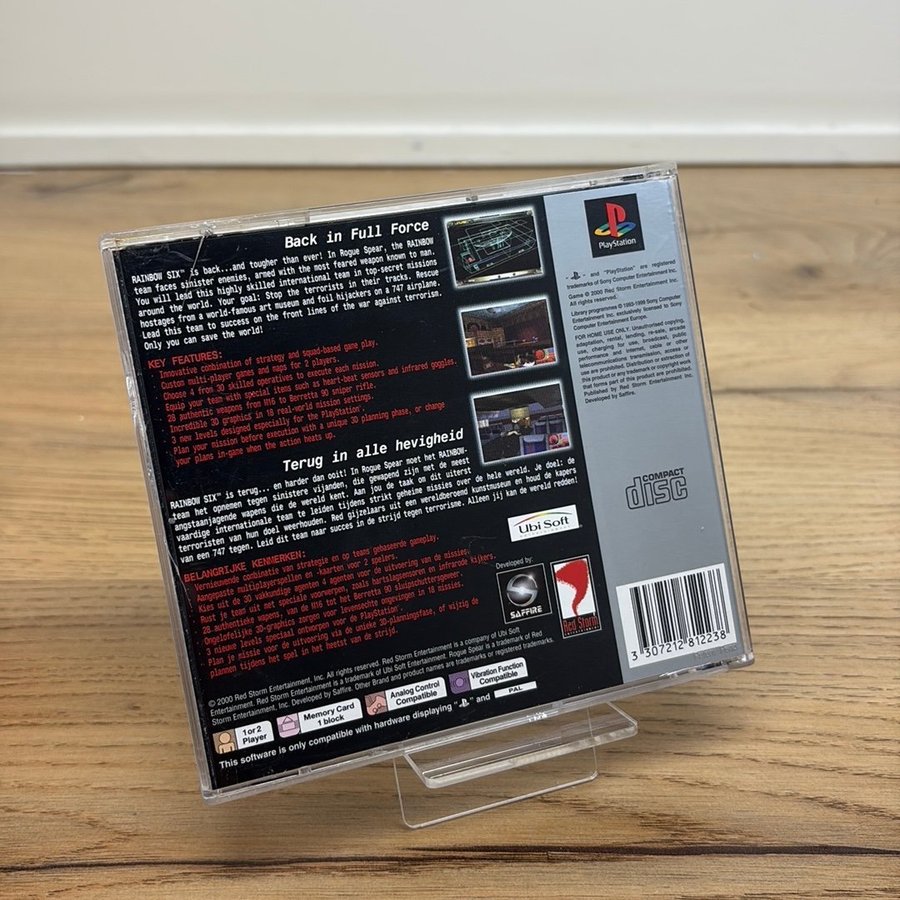 Back in Full Force
RAINBOW SIX™ is back...and tougher than ever! In Rogue Spear, the RAINBOW
team faces sinister enemies, armed with the most feared weapon known to man.
You will lead this highly skilled international team in top-secret missions
around the world. Your goal: Stop the terrorists in their tracks. Rescue
hostages from a world-famous art museum and foil hijackers on a 747 airplane.
Lead this team to success on the front lines of the war against terrorism.
Only you can save the world!
KEY FEATURES:
· Innovative combination of strategy and squad-based game play.
· Custom multi-player games and maps for 2 players.
· Choose 4 from 30 skilled operatives to execute each mission.
· Equip your team with special items such as heart-beat sensors and infrared goggles.
· 28 authentic weapons from M16 to Berretta 90 sniper rifle.
· Incredible 3D graphics in 18 real-world mission settings.
· 3 new levels designed especially for the PlayStation.
· Plan your mission before execution with a unique 3D planning phase, or change
your plans in-game when the action heats up.
Terug in alle hevigheid
RAINBOW SIX™ is terug... en harder dan ooit! In Rogue Spear moet het RAINBOW-
team het opnemen tegen sinistere vijanden, die gewapend zijn met de meest
angstaanjagende wapens die de wereld kent. Aan jou de taak om dit uiterst
vaardige internationale team te leiden tijdens strikt geheime missies over de hele wereld. Je doel: de
terroristen van hun doel weerhouden. Red gijzelaars uit een wereldberoemd kunstmuseum en houd de kapers
van een 747 tegen. Leid dit team naar succes in de strijd tegen terrorisme. Alleen jij kan de wereld redden!
BELANGRIJKE KENMERKEN:
· Vernieuwende combinatie van strategie en op teams gebaseerde gameplay.
· Aangepaste multiplayerspellen en -kaarten voor 2 spelers.
· Kies uit de 30 vakkundige agenten 4 agenten voor de uitvoering van de missies.
· Rust je team uit met speciale voorwerpen, zoals hartslagsensoren en infrarode kijkers.
· 28 authentieke wapens, van de M16 tot het Berretta 90 sluipschuttersgeweer.
· Ongelofelijke 3D-graphics zorgen voor levensechte omgevingen in 18 missies.
· 3 nieuwe levels speciaal ontworpen voor de PlayStation.
· Plan je missie voor de uitvoering via de unieke 3D-planningsfase, of wijzig de
plannen tijdens het spel in het heetst van de strijd.
© 2000 Red Storm Entertainment, Inc. All rights reserved. Red Storm Entertainment is a company of Ubi Soft
Entertainment. Red Storm Entertainment is a trademark of Ubi Soft Entertainment. Rogue Spear is a trademark of Red
Storm Entertainment, Inc. Developed by Saffire. Other Brand and product names are trademarks or registered trademarks.
1 or 2
Player
Memory Card
1 block
Analog Control
Compatible
Vibration Function
Compatible
This software is only compatible with hardware displaying " " and
PAL
Ubi Soft
ENTERTAINMENT
Developed by:
SAFFIRE
Red Storm
ENTERTAINMENT
PlayStation
and "PlayStation" are registered
trademarks of Sony Computer Entertainment Inc.
Game © 2000 Red Storm Entertainment Inc.
All rights reserved.
Library programmes © 1993-1999 Sony Computer
Entertainment Inc. exclusively licensed to Sony
Computer Entertainment Europe.
FOR HOME USE ONLY. Unauthorised copying,
adaptation, rental, lending, re-sale, arcade
use, charging for use, broadcast, public
performance and internet, cable or other
telecommunications transmission, access or
use are prohibited. Distribution or extraction of
this product or any trademark or copyright work
that forms part of this product are prohibited.
Published by Red Storm Entertainment Inc.
Developed by Saffire.
COMPACT
disc
3 307212 812238